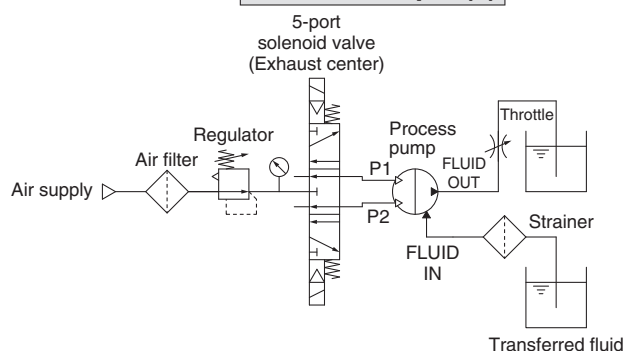 5-port
solenoid valve
(Exhaust center)
Regulator
Air filter
Air supply
P1
P2
Process
pump
Throttle
FLUID
OUT
FLUID
IN
Strainer
Transferred fluid